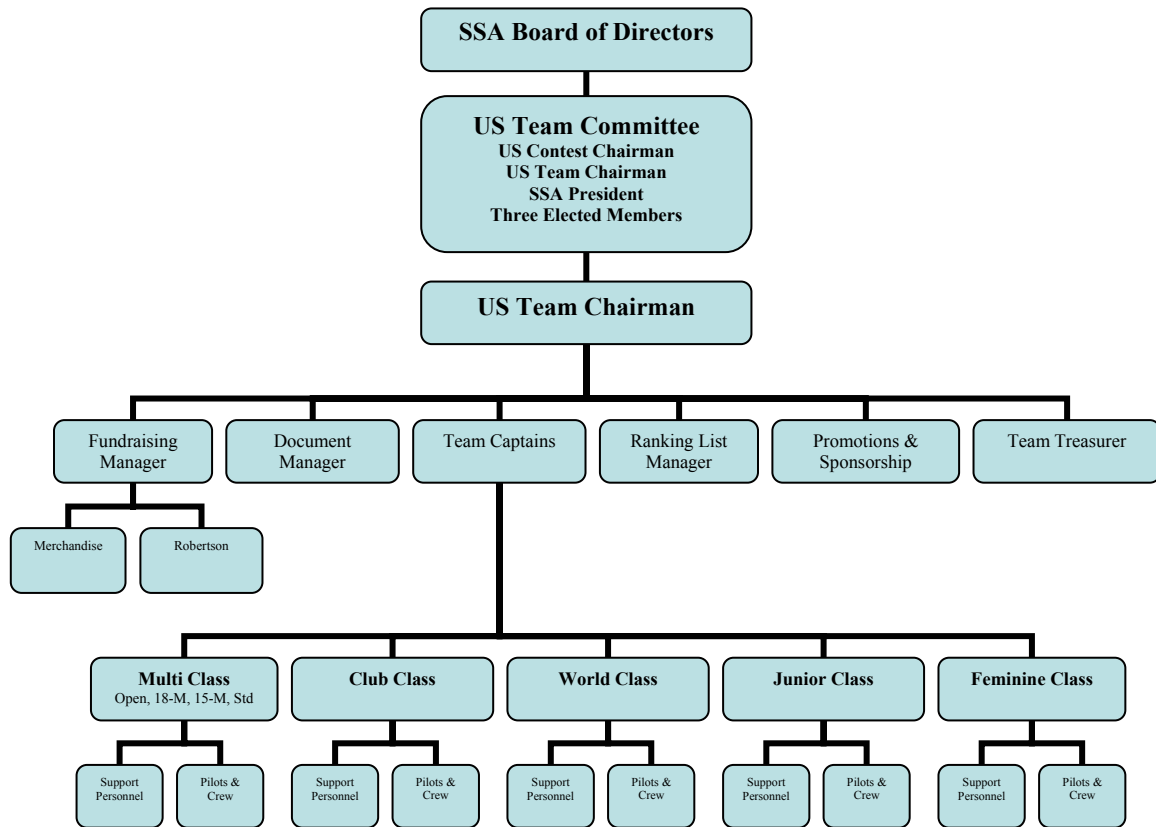 SSA Board of Directors
US Team Committee
US Contest Chairman
US Team Chairman
SSA President
Three Elected Members
US Team Chairman
Fundraising
Manager
Document
Manager
Team Captains
Ranking List
Manager
Promotions &
Sponsorship
Team Treasurer
Merchandise
Robertson
Multi Class
Open, 18-M, 15-M, Std
Club Class
World Class
Junior Class
Feminine Class
Support
Personnel
Pilots &
Crew
Support
Personnel
Pilots &
Crew
Support
Personnel
Pilots &
Crew
Support
Personnel
Pilots &
Crew
Support
Personnel
Pilots &
Crew